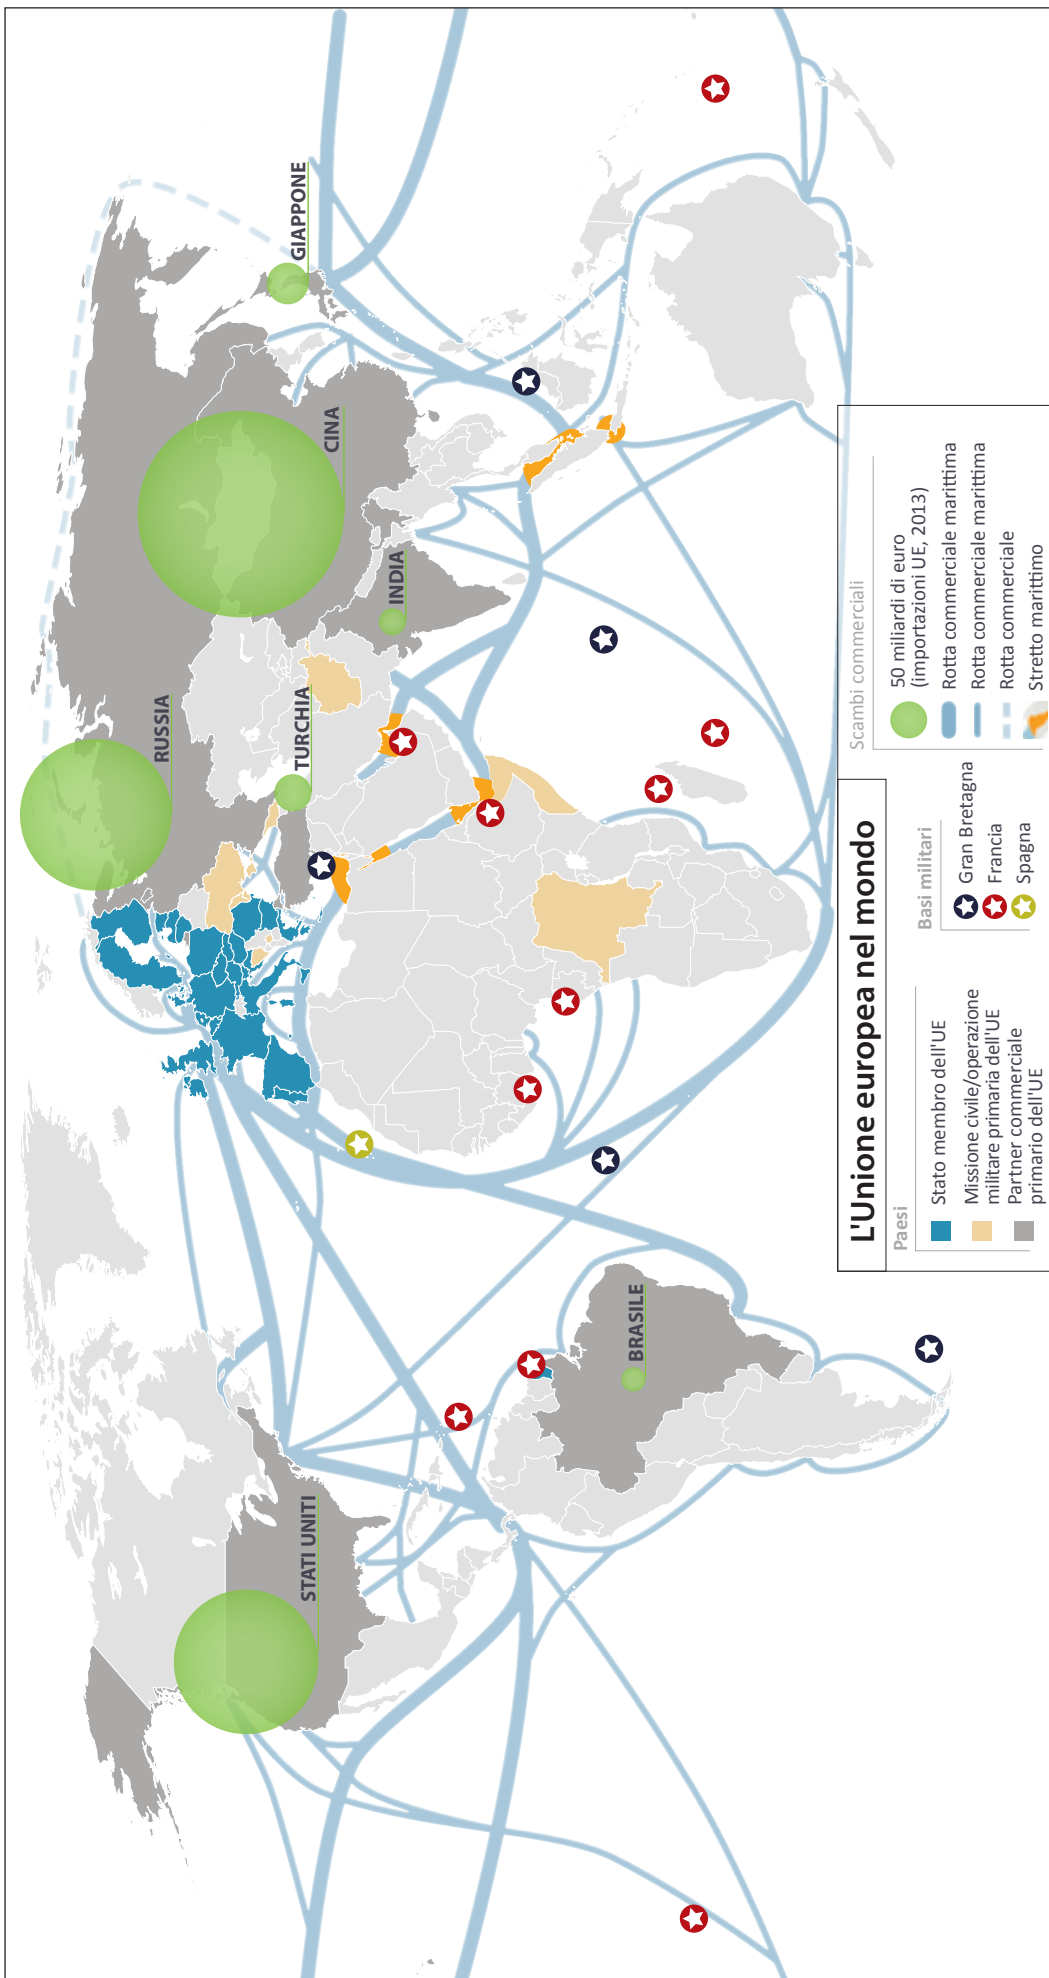 GIAPPONE
CINA
INDIA
RUSSIA
TURCHIA
STATI UNITI
BRASILE
L'Unione europea nel mondo
Paesi
Stato membro dell'UE
Missione civile/operazione
militare primaria dell'UE
Partner commerciale
primario dell'UE
Basi militari
Gran Bretagna
Francia
Spagna
Scambi commerciali
50 miliardi di euro
(importazioni UE, 2013)
Rotta commerciale marittima
Rotta commerciale marittima
Rotta commerciale
Stretto marittimo